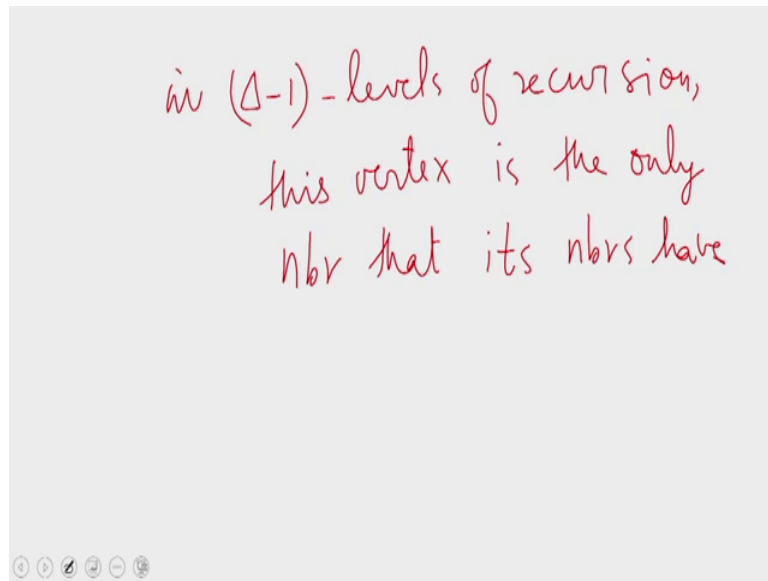 in (Δ-1)-levels of recursion,
this vertex is the only
nbr that its nbrs have